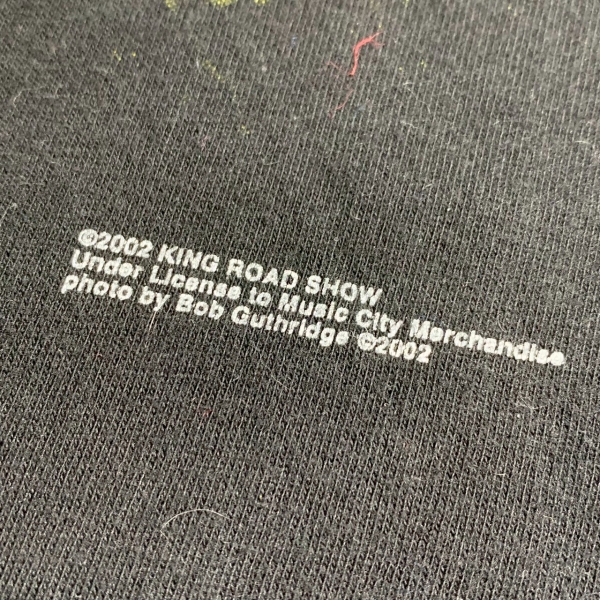 ©2002 KING ROAD SHOW
Under License to Music City Merchandise
photo by Bob Guthridge ©2002